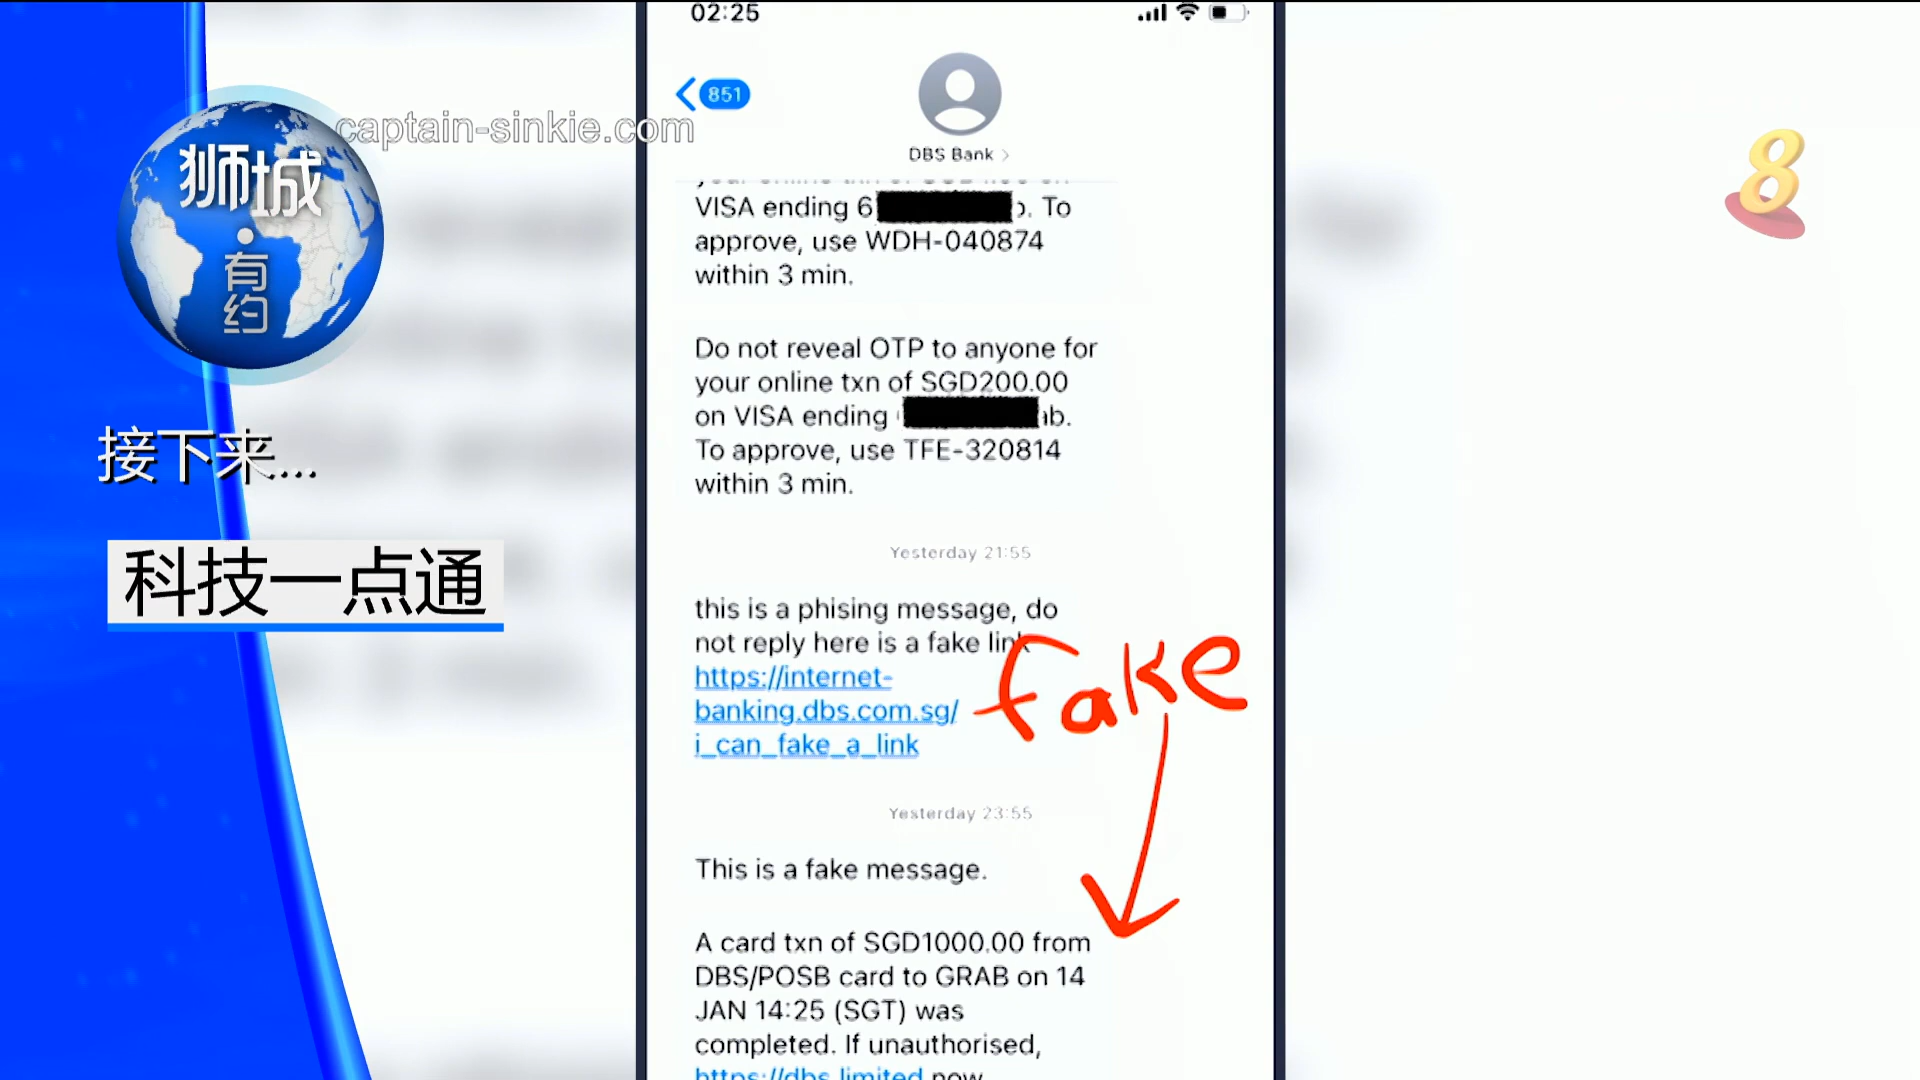 02:25
851
captain-sinkie.com
8
DBS Bank
狮城
有
约
VISA ending 6
. To
approve, use WDH-040874
within 3 min.
Do not reveal OTP to anyone for
your online txn of SGD200.00
on VISA ending
b.
To approve, use TFE-320814
within 3 min.
接下来...
科技一点通
Yesterday 21:55
this is a phising message, do
not reply here is a fake link
https://internet-
banking.dbs.com.sg/
i_can_fake_a_link
fake
Yesterday 23:55
This is a fake message.
A card txn of SGD1000.00 from
DBS/POSB card to GRAB on 14
JAN 14:25 (SGT) was
completed. If unauthorised,
https://dbs.limited now